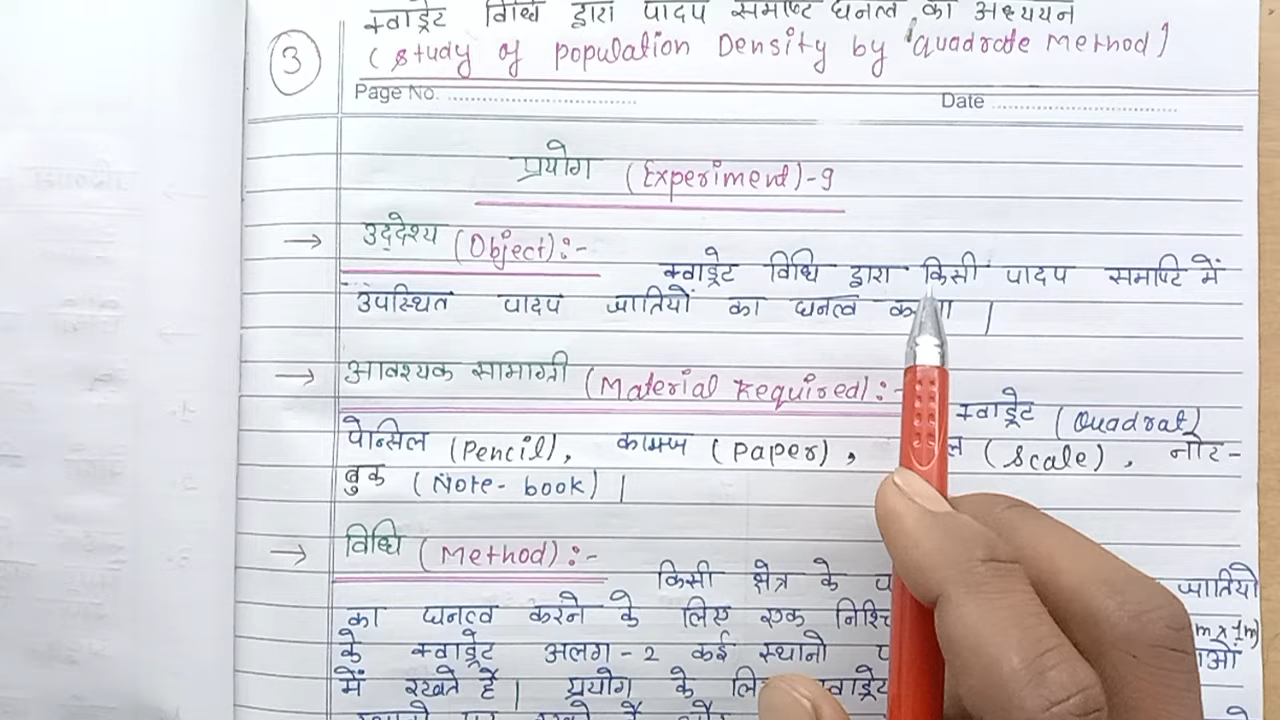 क्वाड्रेट विधि द्वारा पादप समष्टि घनत्व का अध्ययन
③ (Study of population Density by Quadrate Method)
Page No. Date
प्रयोग (Experiment)-9
→ उद्देश्य (Object):-
क्वाड्रेट विधि द्वारा किसी पादप समष्टि में
उपस्थित पादप जातियों का घनत्व |
→ आवश्यक सामाग्री (Material Required):-
क्वाड्रेट (Quadrat)
पेन्सिल (Pencil), कागज (Paper), (Scale), नोट-
बुक (Note-book) |
→ विधि (Method):-
किसी क्षेत्र के जातियो
का घनत्व करने के लिए एक m x 1m)
के क्वाड्रेट अलग-2 कई स्थानो
में रखते है | प्रयोग के